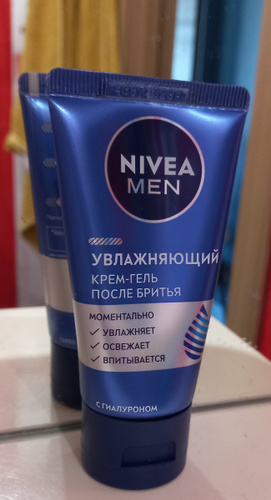 NIVEA
MEN
УВЛАЖНЯЮЩИЙ
КРЕМ-ГЕЛЬ
ПОСЛЕ БРИТЬЯ
МОМЕНТАЛЬНО
✓ УВЛАЖНЯЕТ
✓ ОСВЕЖАЕТ
✓ ВПИТЫВАЕТСЯ
С ГИАЛУРОНОМ